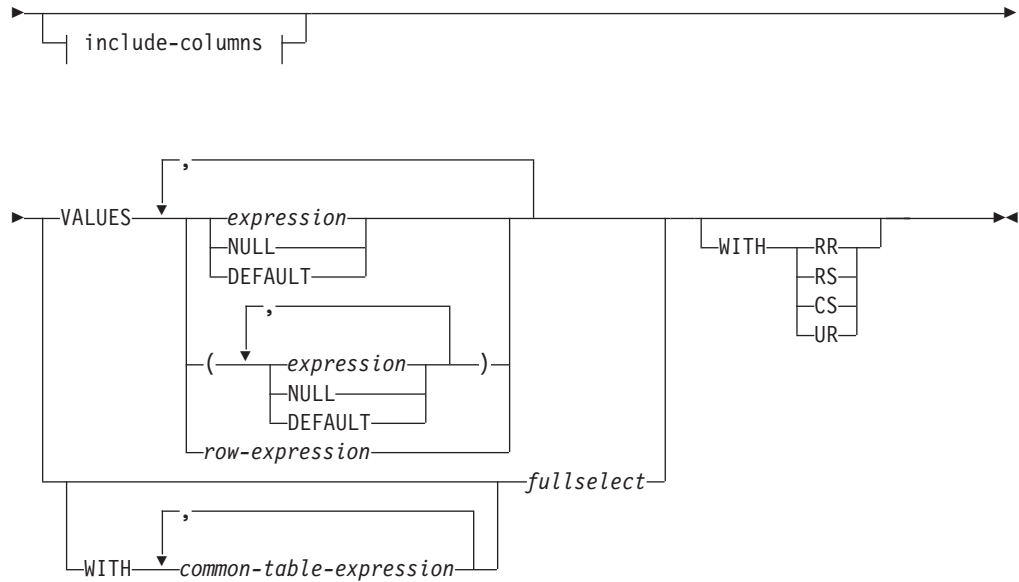 include-columns
,
VALUES expression
NULL
DEFAULT
WITH RR
RS
CS
UR
,
( expression )
NULL
DEFAULT
row-expression
fullselect
,
WITH common-table-expression